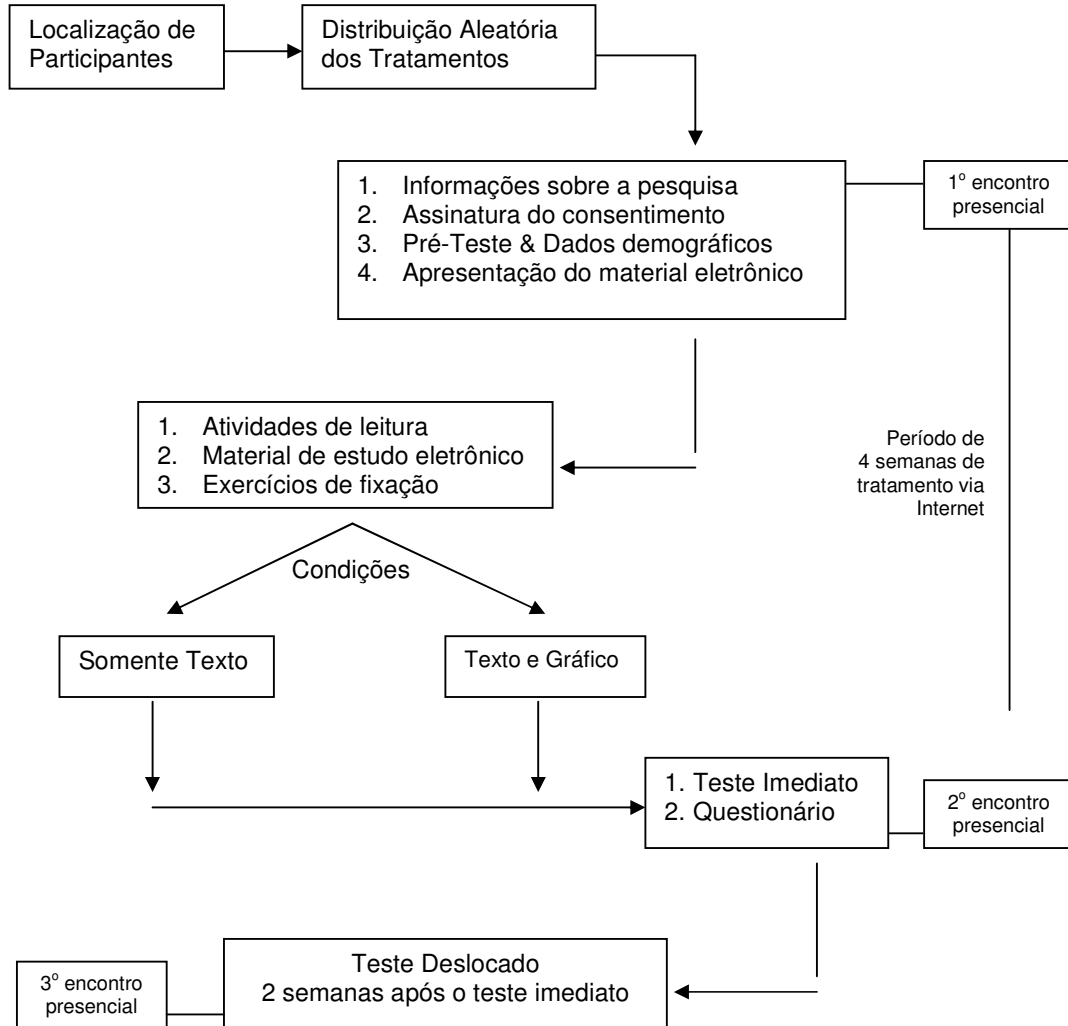 Localização de
Participantes
Distribuição Aleatória
dos Tratamentos
1. Informações sobre a pesquisa
2. Assinatura do consentimento
3. Pré-Teste & Dados demográficos
4. Apresentação do material eletrônico
1º encontro
presencial
1. Atividades de leitura
2. Material de estudo eletrônico
3. Exercícios de fixação
Período de
4 semanas de
tratamento via
Internet
Condições
Somente Texto
Texto e Gráfico
1. Teste Imediato
2. Questionário
2º encontro
presencial
3º encontro
presencial
Teste Deslocado
2 semanas após o teste imediato